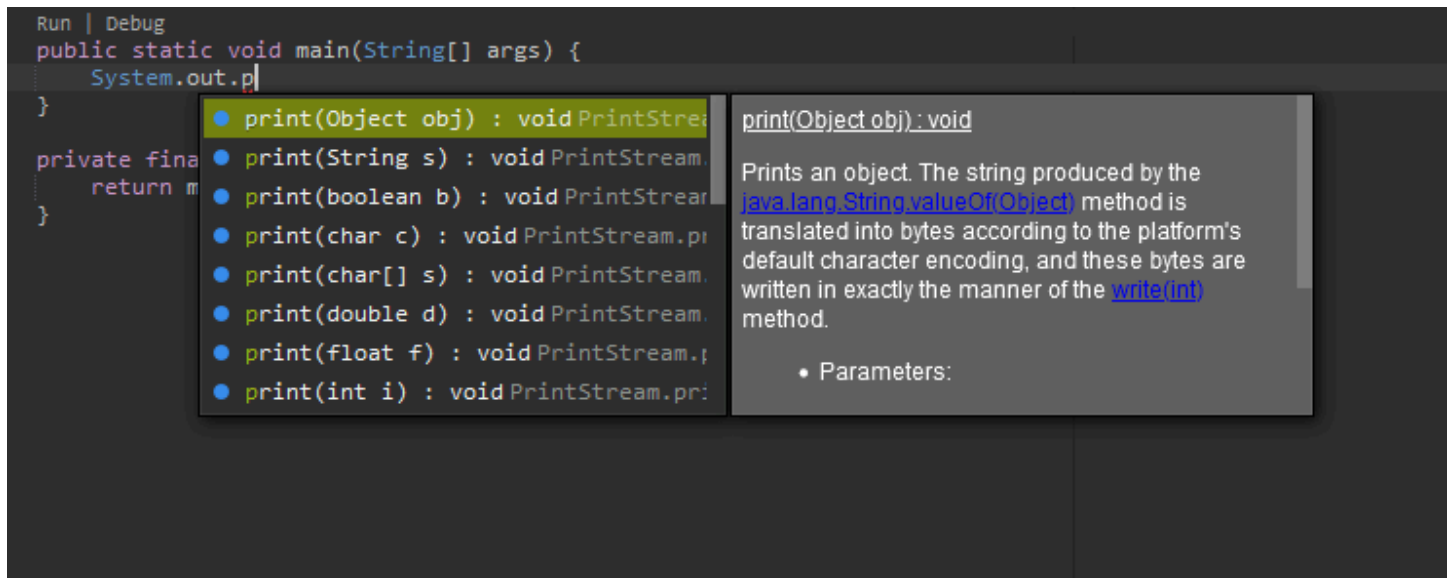 Run | Debug
public static void main(String[] args) {
System.out.p
}
private fina
return m
}
print(Object obj) : void PrintStrea
print(String s) : void PrintStream.
print(boolean b) : void PrintStream
print(char c) : void PrintStream.pr
print(char[] s) : void PrintStream.
print(double d) : void PrintStream.
print(float f) : void PrintStream.p
print(int i) : void PrintStream.pri
print(Object obj) : void
Prints an object. The string produced by the
java.lang.String.valueOf(Object) method is
translated into bytes according to the platform's
default character encoding, and these bytes are
written in exactly the manner of the write(int)
method.
• Parameters: